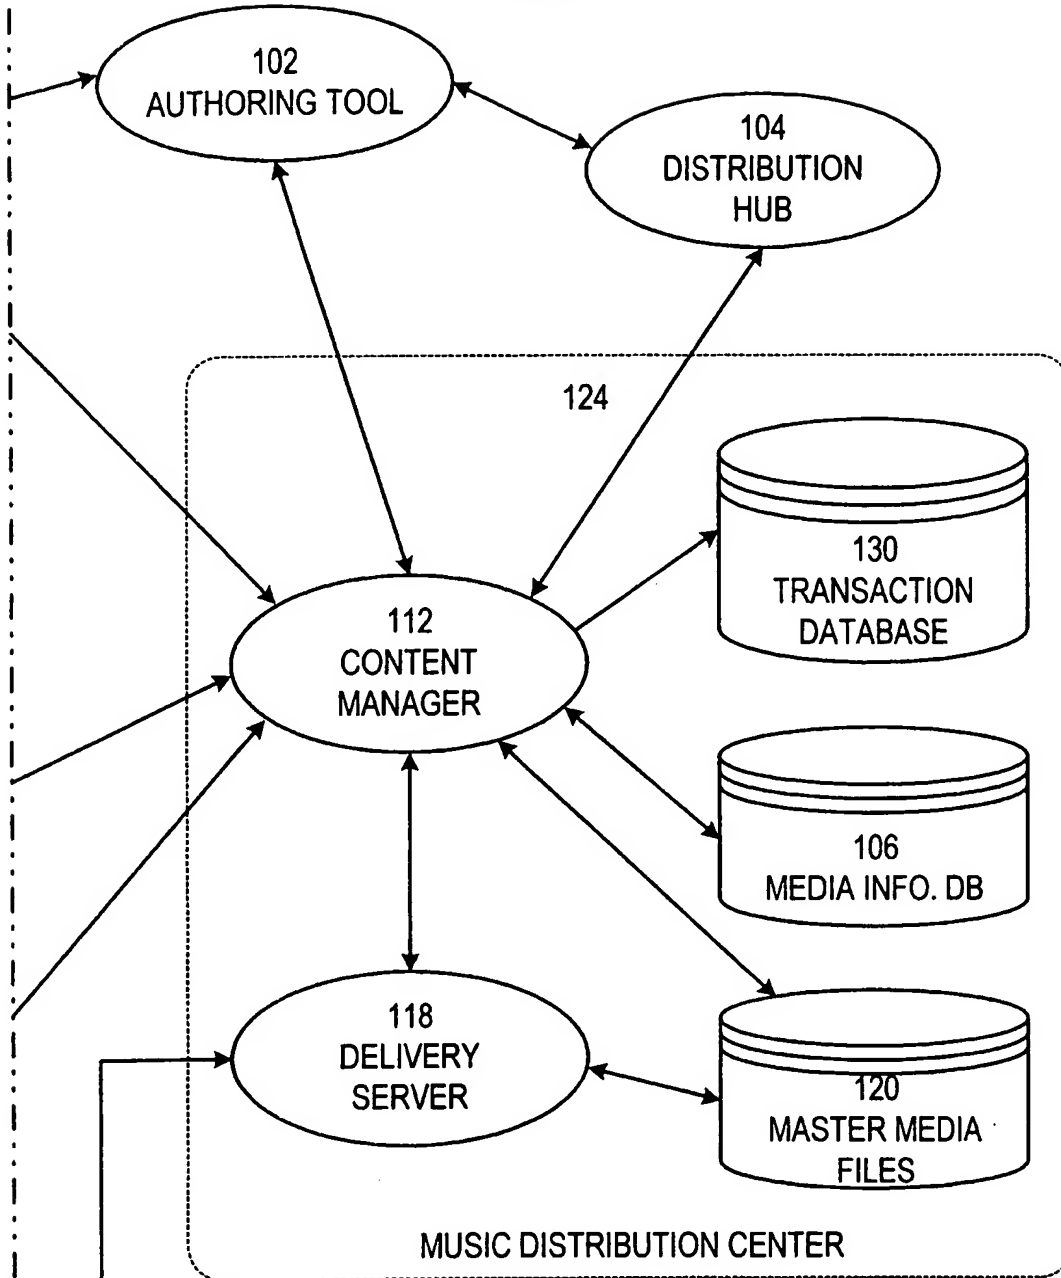 102
AUTHORING TOOL
104
DISTRIBUTION
HUB
124
130
TRANSACTION
DATABASE
112
CONTENT
MANAGER
106
MEDIA INFO. DB
118
DELIVERY
SERVER
120
MASTER MEDIA
FILES
MUSIC DISTRIBUTION CENTER